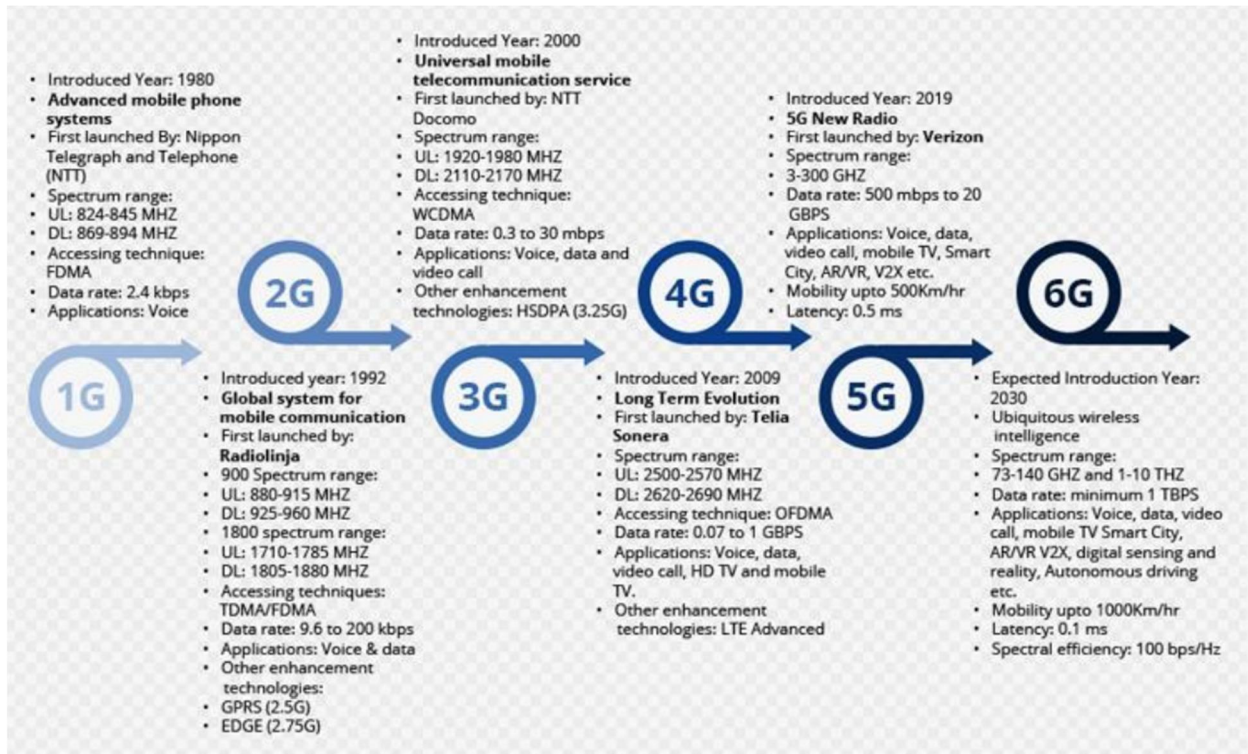 • Introduced Year: 1980
• Advanced mobile phone
systems
• First launched By: Nippon
Telegraph and Telephone
(NTT)
• Spectrum range:
• UL: 824-845 MHZ
• DL: 869-894 MHZ
• Accessing technique:
FDMA
• Data rate: 2.4 kbps
• Applications: Voice
1G
2G
• Introduced year: 1992
• Global system for
mobile communication
• First launched by:
Radiolinja
• 900 Spectrum range:
• UL: 880-915 MHZ
• DL: 925-960 MHZ
• 1800 spectrum range:
• UL: 1710-1785 MHZ
• DL: 1805-1880 MHZ
• Accessing techniques:
TDMA/FDMA
• Data rate: 9.6 to 200 kbps
• Applications: Voice & data
• Other enhancement
technologies:
• GPRS (2.5G)
• EDGE (2.75G)
• Introduced Year: 2000
• Universal mobile
telecommunication service
• First launched by: NTT
Docomo
• Spectrum range:
• UL: 1920-1980 MHZ
• DL: 2110-2170 MHZ
• Accessing technique:
WCDMA
• Data rate: 0.3 to 30 mbps
• Applications: Voice, data and
video call
• Other enhancement
technologies: HSDPA (3.25G)
3G
4G
• Introduced Year: 2009
• Long Term Evolution
• First launched by: Telia
Sonera
• Spectrum range:
• UL: 2500-2570 MHZ
• DL: 2620-2690 MHZ
• Accessing technique: OFDMA
• Data rate: 0.07 to 1 GBPS
• Applications: Voice, data,
video call, HD TV and mobile
TV.
• Other enhancement
technologies: LTE Advanced
• Introduced Year: 2019
• 5G New Radio
• First launched by: Verizon
• Spectrum range:
• 3-300 GHZ
• Data rate: 500 mbps to 20
GBPS
• Applications: Voice, data,
video call, mobile TV, Smart
City, AR/VR, V2X etc.
• Mobility upto 500Km/hr
• Latency: 0.5 ms
5G
6G
• Expected Introduction Year:
2030
• Ubiquitous wireless
intelligence
• Spectrum range:
• 73-140 GHZ and 1-10 THZ
• Data rate: minimum 1 TBPS
• Applications: Voice, data, video
call, mobile TV Smart City,
AR/VR V2X, digital sensing and
reality, Autonomous driving
etc.
• Mobility upto 1000Km/hr
• Latency: 0.1 ms
• Spectral efficiency: 100 bps/Hz